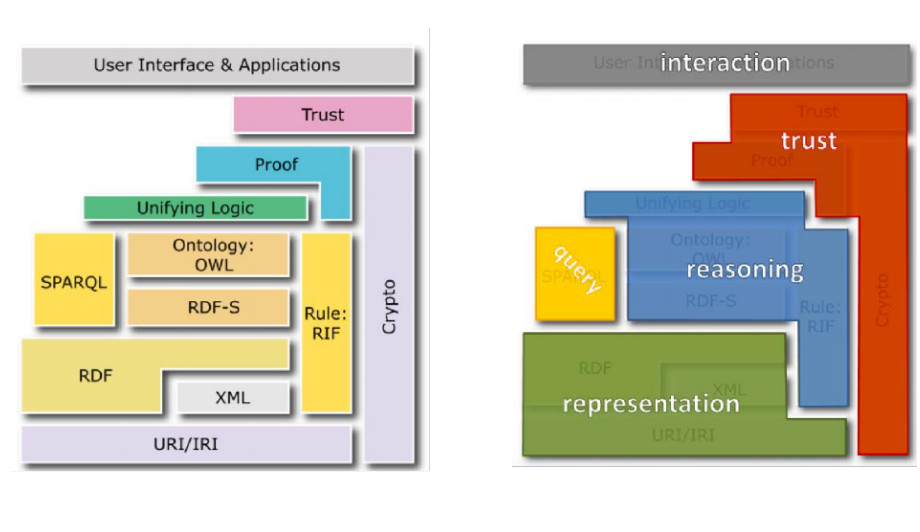 User Interface & Applications
Trust
Proof
Unifying Logic
Ontology:
OWL
SPARQL
RDF-S
Rule:
RIF
Crypto
RDF
XML
URI/IRI
User Int
interaction
tions
Trust
trust
Proof
Unifying Logic
Ontology:
OWL
SPARQL
query
reasoning
RDF-S
Rule:
RIF
Crypto
RDF
XML
representation
URI/IRI